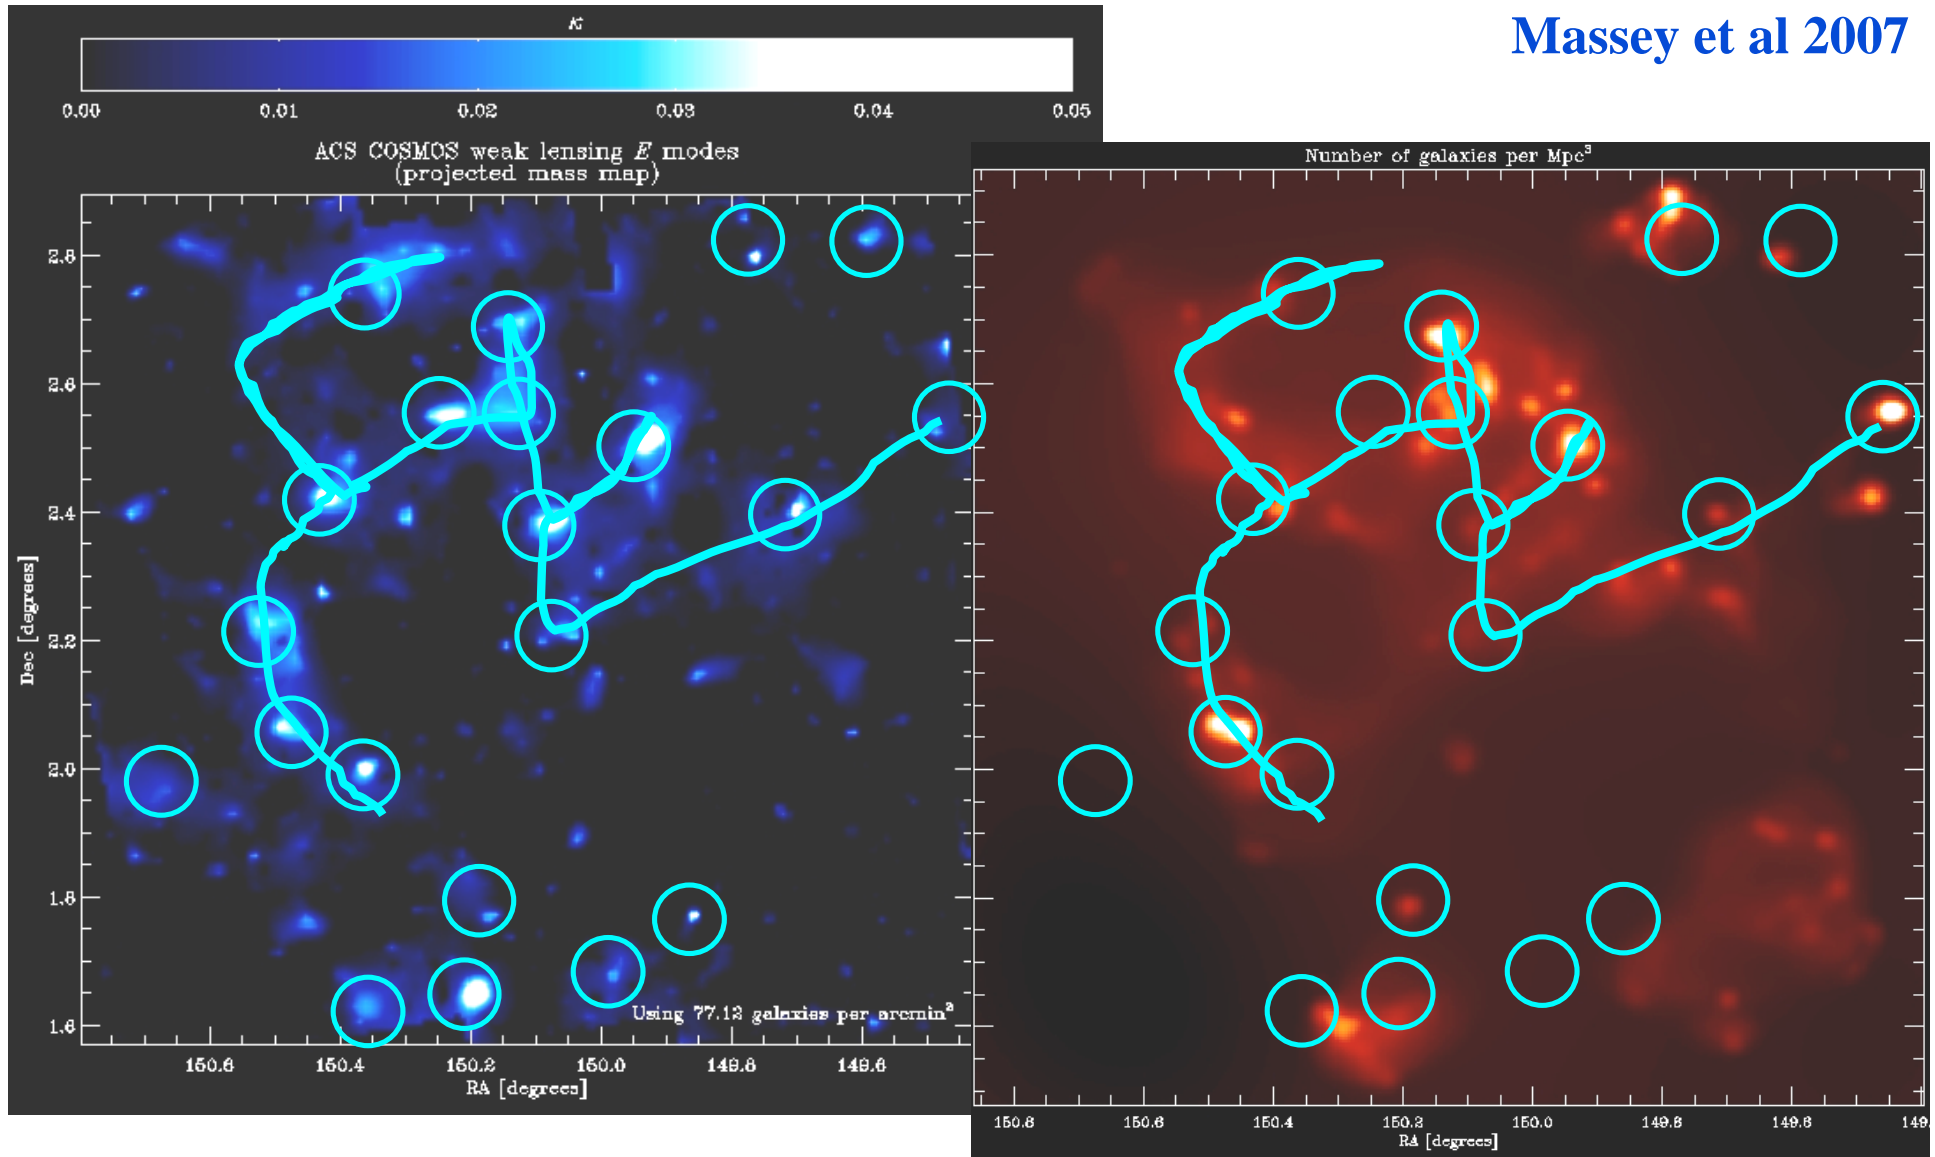 Massey et al 2007
κ
0.00 0.01 0.02 0.03 0.04 0.05
ACS COSMOS weak lensing E modes
(projected mass map)
Number of galaxies per Mpc³
2.8
2.6
2.4
2.2
2.0
1.8
1.6
Dec [degrees]
Using 77.12 galaxies per arcmin²
150.6 150.4 150.2 150.0 149.8 149.6
RA [degrees]
150.8 150.6 150.4 150.2 150.0 149.8 149.6 149.
RA [degrees]